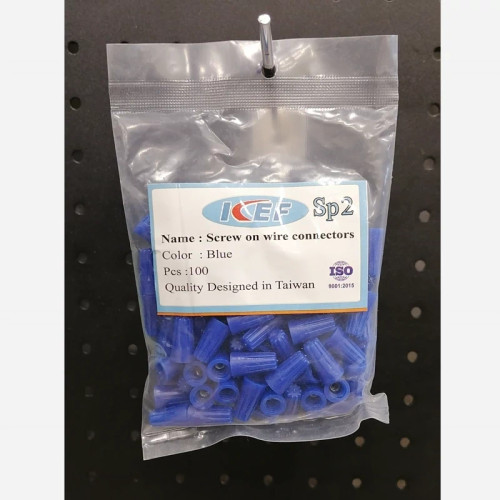 ICEF Sp2
Name : Screw on wire connectors
Color : Blue
Pcs :100
Quality Designed in Taiwan
ISO
9001:2015